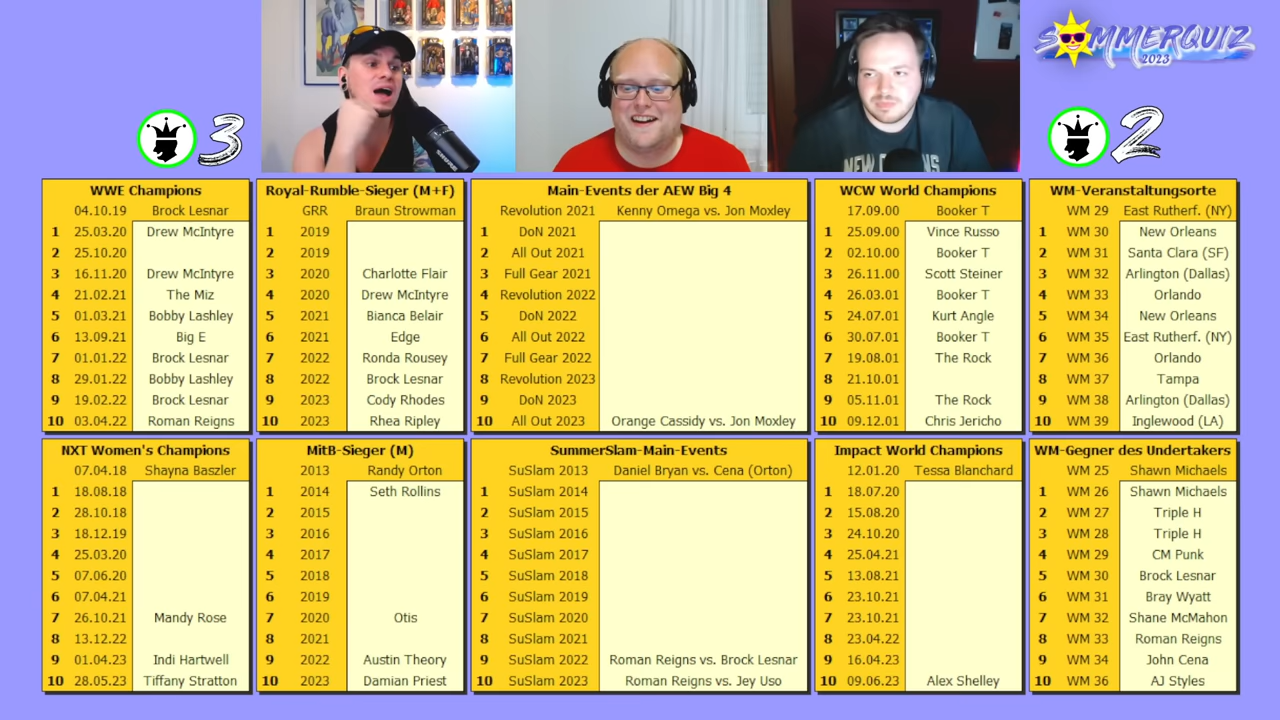 SOMMERQUIZ
2023
3
2
WWE Champions
04.10.19 Brock Lesnar
1 25.03.20 Drew McIntyre
2 25.10.20
3 16.11.20 Drew McIntyre
4 21.02.21 The Miz
5 01.03.21 Bobby Lashley
6 13.09.21 Big E
7 01.01.22 Brock Lesnar
8 29.01.22 Bobby Lashley
9 19.02.22 Brock Lesnar
10 03.04.22 Roman Reigns
Royal-Rumble-Sieger (M+F)
GRR Braun Strowman
1 2019
2 2019
3 2020 Charlotte Flair
4 2020 Drew McIntyre
5 2021 Bianca Belair
6 2021 Edge
7 2022 Ronda Rousey
8 2022 Brock Lesnar
9 2023 Cody Rhodes
10 2023 Rhea Ripley
Main-Events der AEW Big 4
Revolution 2021 Kenny Omega vs. Jon Moxley
1 DoN 2021
2 All Out 2021
3 Full Gear 2021
4 Revolution 2022
5 DoN 2022
6 All Out 2022
7 Full Gear 2022
8 Revolution 2023
9 DoN 2023
10 All Out 2023 Orange Cassidy vs. Jon Moxley
WCW World Champions
17.09.00 Booker T
1 25.09.00 Vince Russo
2 02.10.00 Booker T
3 26.11.00 Scott Steiner
4 26.03.01 Booker T
5 24.07.01 Kurt Angle
6 30.07.01 Booker T
7 19.08.01 The Rock
8 21.10.01
9 05.11.01 The Rock
10 09.12.01 Chris Jericho
WM-Veranstaltungsorte
WM 29 East Rutherf. (NY)
1 WM 30 New Orleans
2 WM 31 Santa Clara (SF)
3 WM 32 Arlington (Dallas)
4 WM 33 Orlando
5 WM 34 New Orleans
6 WM 35 East Rutherf. (NY)
7 WM 36 Orlando
8 WM 37 Tampa
9 WM 38 Arlington (Dallas)
10 WM 39 Inglewood (LA)
NXT Women's Champions
07.04.18 Shayna Baszler
1 18.08.18
2 28.10.18
3 18.12.19
4 25.03.20
5 07.06.20
6 07.04.21
7 26.10.21 Mandy Rose
8 13.12.22
9 01.04.23 Indi Hartwell
10 28.05.23 Tiffany Stratton
MitB-Sieger (M)
2013 Randy Orton
1 2014 Seth Rollins
2 2015
3 2016
4 2017
5 2018
6 2019
7 2020 Otis
8 2021
9 2022 Austin Theory
10 2023 Damian Priest
SummerSlam-Main-Events
SuSlam 2013 Daniel Bryan vs. Cena (Orton)
1 SuSlam 2014
2 SuSlam 2015
3 SuSlam 2016
4 SuSlam 2017
5 SuSlam 2018
6 SuSlam 2019
7 SuSlam 2020
8 SuSlam 2021
9 SuSlam 2022 Roman Reigns vs. Brock Lesnar
10 SuSlam 2023 Roman Reigns vs. Jey Uso
Impact World Champions
12.01.20 Tessa Blanchard
1 18.07.20
2 15.08.20
3 24.10.20
4 25.04.21
5 13.08.21
6 23.10.21
7 23.10.21
8 23.04.22
9 16.04.23
10 09.06.23 Alex Shelley
WM-Gegner des Undertakers
WM 25 Shawn Michaels
1 WM 26 Shawn Michaels
2 WM 27 Triple H
3 WM 28 Triple H
4 WM 29 CM Punk
5 WM 30 Brock Lesnar
6 WM 31 Bray Wyatt
7 WM 32 Shane McMahon
8 WM 33 Roman Reigns
9 WM 34 John Cena
10 WM 36 AJ Styles